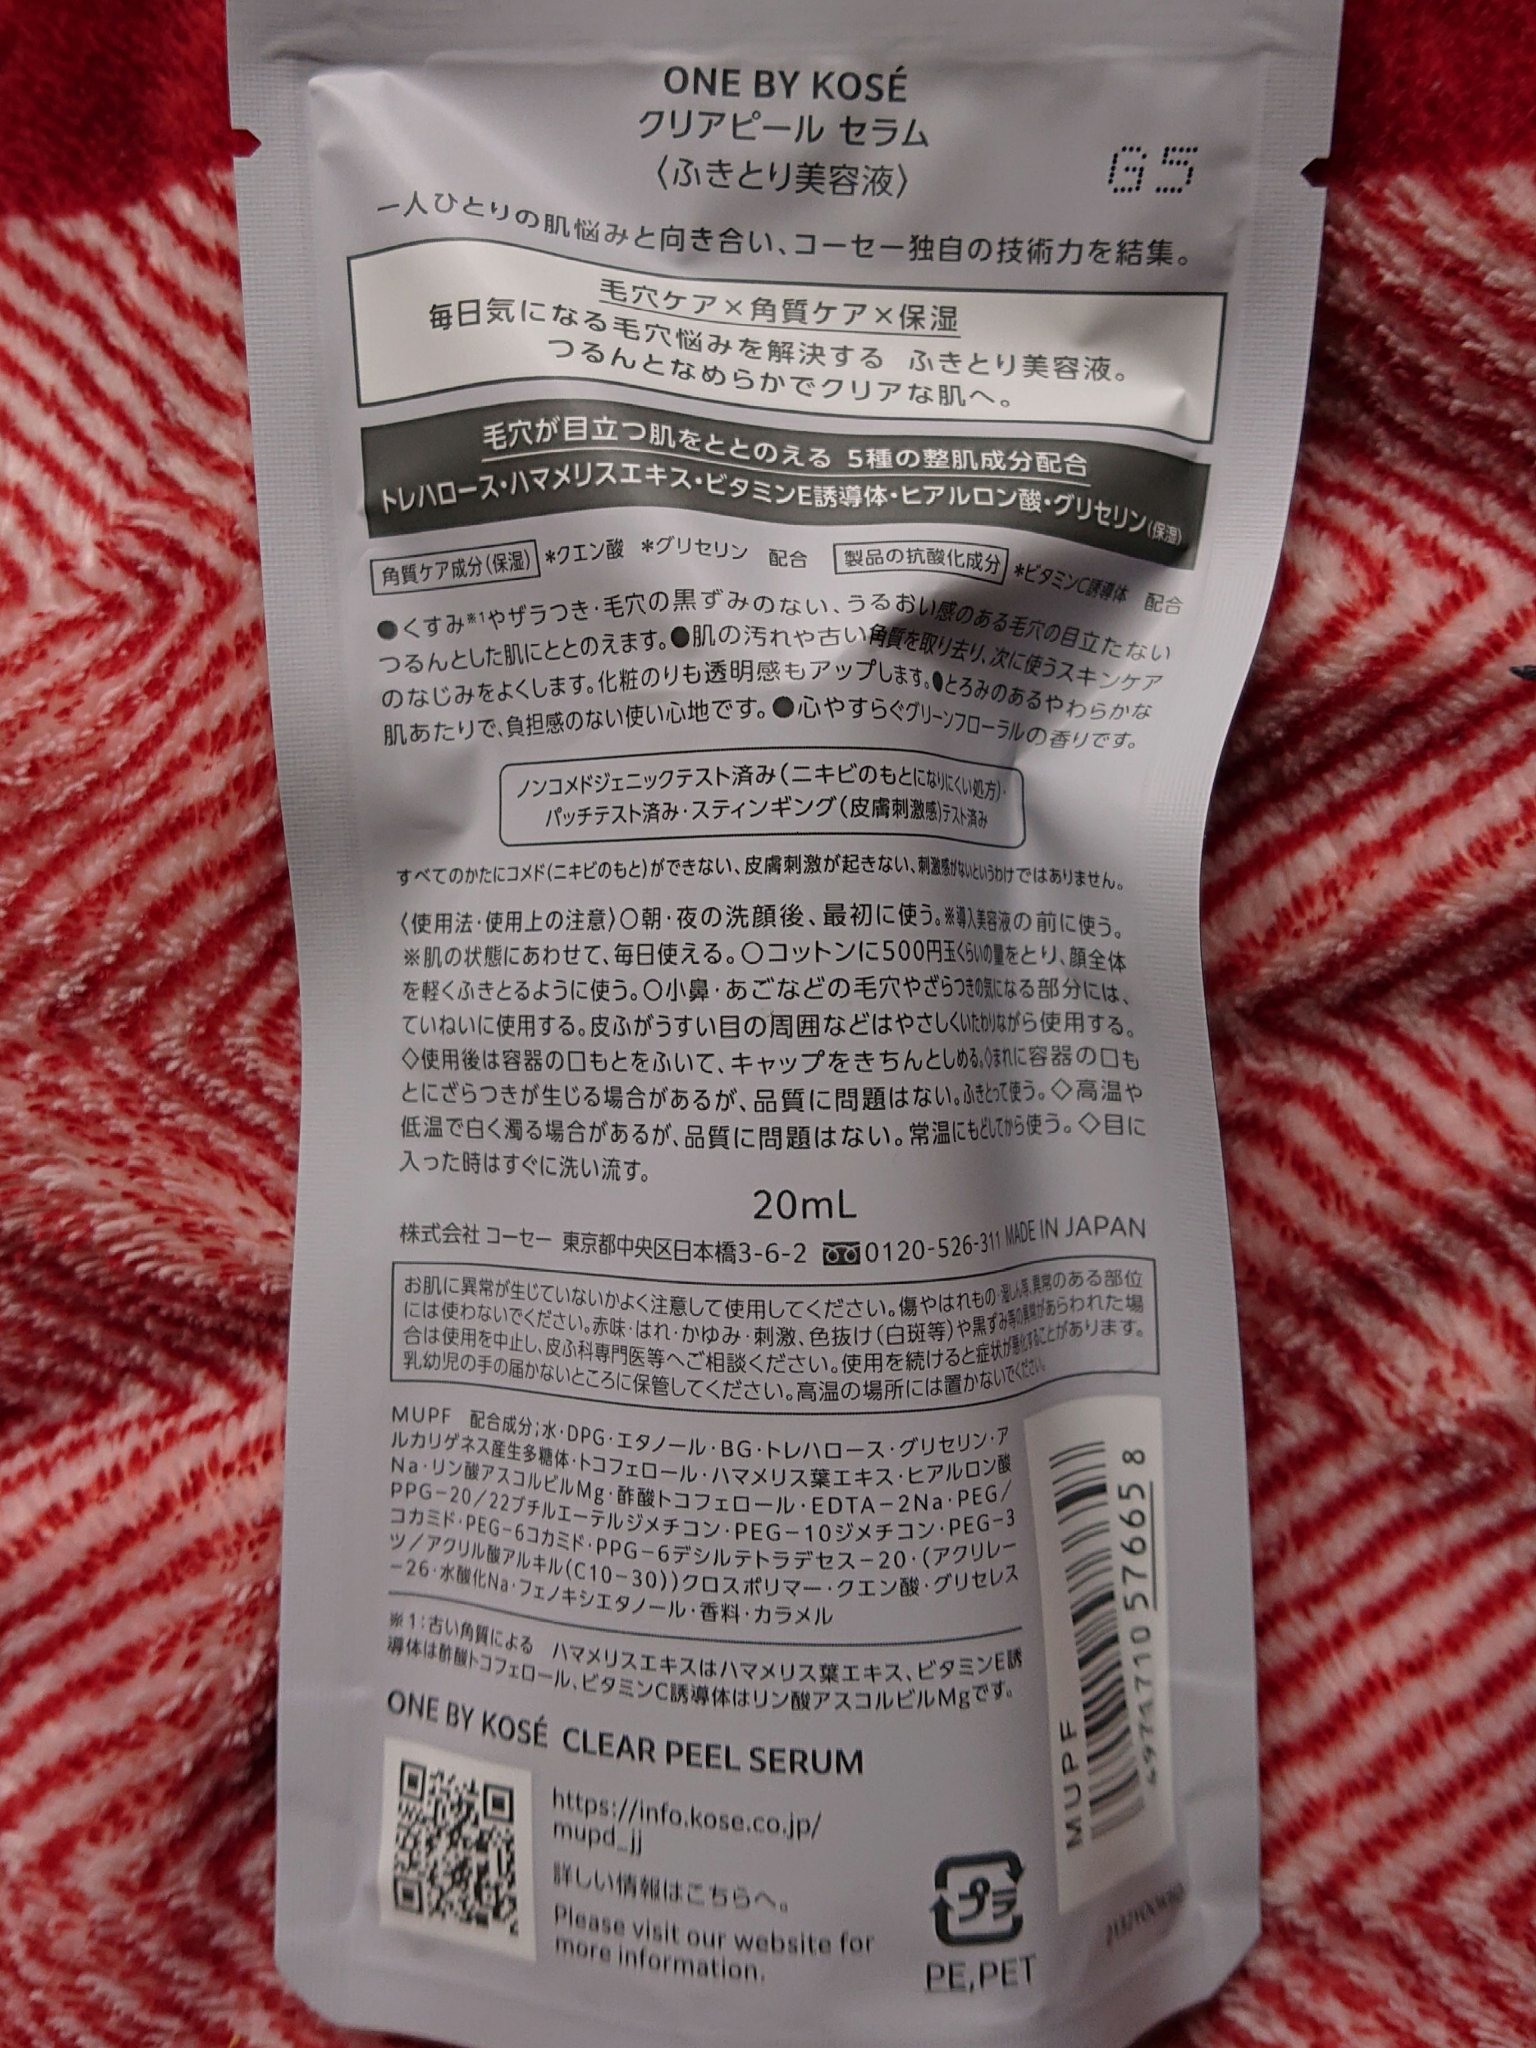 ONE BY KOSÉ
クリアピール セラム
〈ふきとり美容液〉
G5
一人ひとりの肌悩みと向き合い、コーセー独自の技術力を結集。
毛穴ケア×角質ケア×保湿
毎日気になる毛穴悩みを解決する ふきとり美容液。
つるんとなめらかでクリアな肌へ。
毛穴が目立つ肌をととのえる 5種の整肌成分配合
トレハロース・ハマメリスエキス・ビタミンE誘導体・ヒアルロン酸・グリセリン(保湿)
角質ケア成分(保湿) *クエン酸 *グリセリン 配合 製品の抗酸化成分 *ビタミンC誘導体 配合
●くすみ※1やザラつき・毛穴の黒ずみのない、うるおい感のある毛穴の目立たない
つるんとした肌にととのえます。●肌の汚れや古い角質を取り去り、次に使うスキンケア
のなじみをよくします。化粧のりも透明感もアップします。●とろみのあるやわらかな
肌あたりで、負担感のない使い心地です。●心やすらぐグリーンフローラルの香りです。
ノンコメドジェニックテスト済み(ニキビのもとになりにくい処方)・
パッチテスト済み・スティンギング(皮膚刺激感)テスト済み
すべてのかたにコメド(ニキビのもと)ができない、皮膚刺激が起きない、刺激感がないというわけではありません。
〈使用法・使用上の注意〉○朝・夜の洗顔後、最初に使う。※導入美容液の前に使う。
※肌の状態にあわせて、毎日使える。○コットンに500円玉くらいの量をとり、顔全体
を軽くふきとるように使う。○小鼻・あごなどの毛穴やざらつきの気になる部分には、
ていねいに使用する。皮ふがうすい目の周囲などはやさしくいたわりながら使用する。
◇使用後は容器の口もとをふいて、キャップをきちんとしめる。◇まれに容器の口も
とにざらつきが生じる場合があるが、品質に問題はない。ふきとって使う。◇高温や
低温で白く濁る場合があるが、品質に問題はない。常温にもどしてから使う。◇目に
入った時はすぐに洗い流す。
20mL
株式会社 コーセー 東京都中央区日本橋3-6-2 0120-526-311 MADE IN JAPAN
お肌に異常が生じていないかよく注意して使用してください。傷やはれもの・湿しん等、異常のある部位
には使わないでください。赤味・はれ・かゆみ・刺激、色抜け(白斑等)や黒ずみ等の異常があらわれた場
合は使用を中止し、皮ふ科専門医等へご相談ください。使用を続けると症状が悪化することがあります。
乳幼児の手の届かないところに保管してください。高温の場所には置かないでください。
MUPF 配合成分；水・DPG・エタノール・BG・トレハロース・グリセリン・ア
ルカリゲネス産生多糖体・トコフェロール・ハマメリス葉エキス・ヒアルロン酸
Na・リン酸アスコルビルMg・酢酸トコフェロール・EDTA－2Na・PEG/
PPG－20/22ブチルエーテルジメチコン・PEG－10ジメチコン・PEG－3
コカミド・PEG－6コカミド・PPG－6デシルテトラデセス－20・(アクリレー
ツ/アクリル酸アルキル(C10－30))クロスポリマー・クエン酸・グリセレス
－26・水酸化Na・フェノキシエタノール・香料・カラメル
※1：古い角質による ハマメリスエキスはハマメリス葉エキス、ビタミンE誘
導体は酢酸トコフェロール、ビタミンC誘導体はリン酸アスコルビルMgです。
ONE BY KOSÉ CLEAR PEEL SERUM
https://info.kose.co.jp/
mupd_jj
詳しい情報はこちらへ。
Please visit our website for
more information.
プラ
PE,PET
MUPF
4 971710 576658